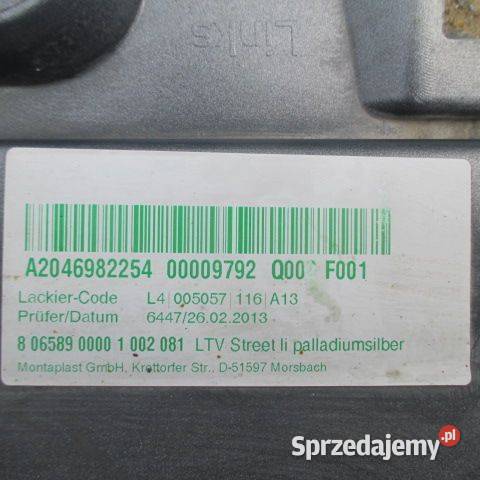 Links
A2046982254 00009792 Q00 F001
Lackier-Code L4|005057|116|A13
Prüfer/Datum 6447/26.02.2013
8 06589 0000 1 002 081 LTV Street li palladiumsilber
Montaplast GmbH, Krottorfer Str., D-51597 Morsbach
Sprzedajemy.pl